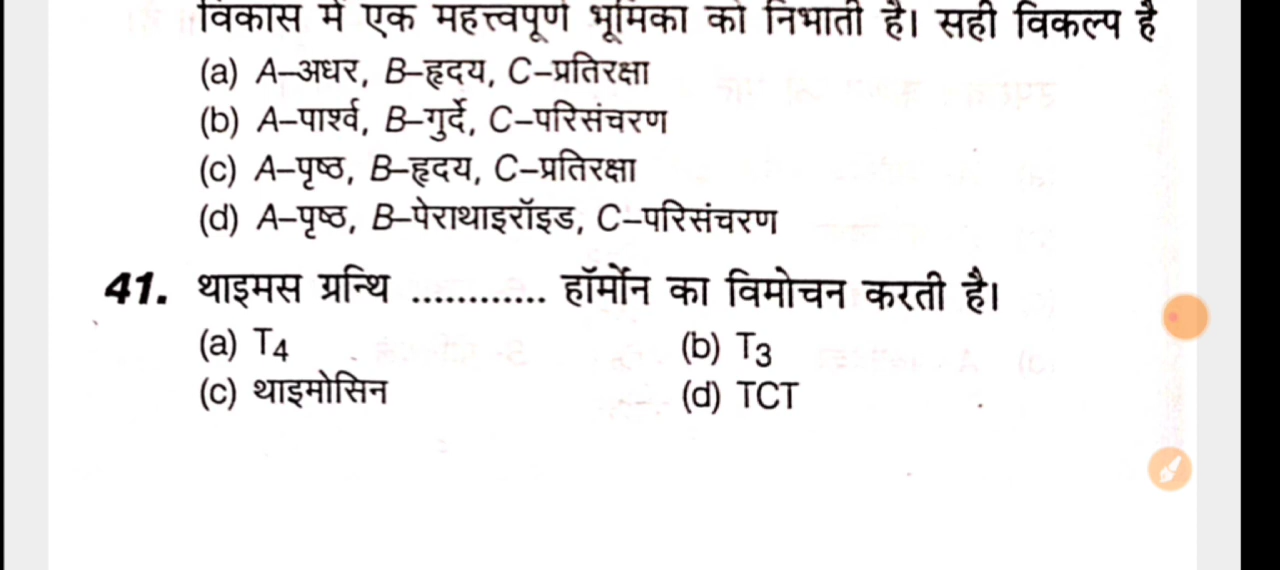 विकास में एक महत्त्वपूर्ण भूमिका को निभाती है। सही विकल्प है
(a) A–अधर, B–हृदय, C–प्रतिरक्षा
(b) A–पार्श्व, B–गुर्दे, C–परिसंचरण
(c) A–पृष्ठ, B–हृदय, C–प्रतिरक्षा
(d) A–पृष्ठ, B–पेराथाइरॉइड, C–परिसंचरण
41. थाइमस ग्रन्थि ............ हॉर्मोन का विमोचन करती है।
(a) T4 (b) T3
(c) थाइमोसिन (d) TCT